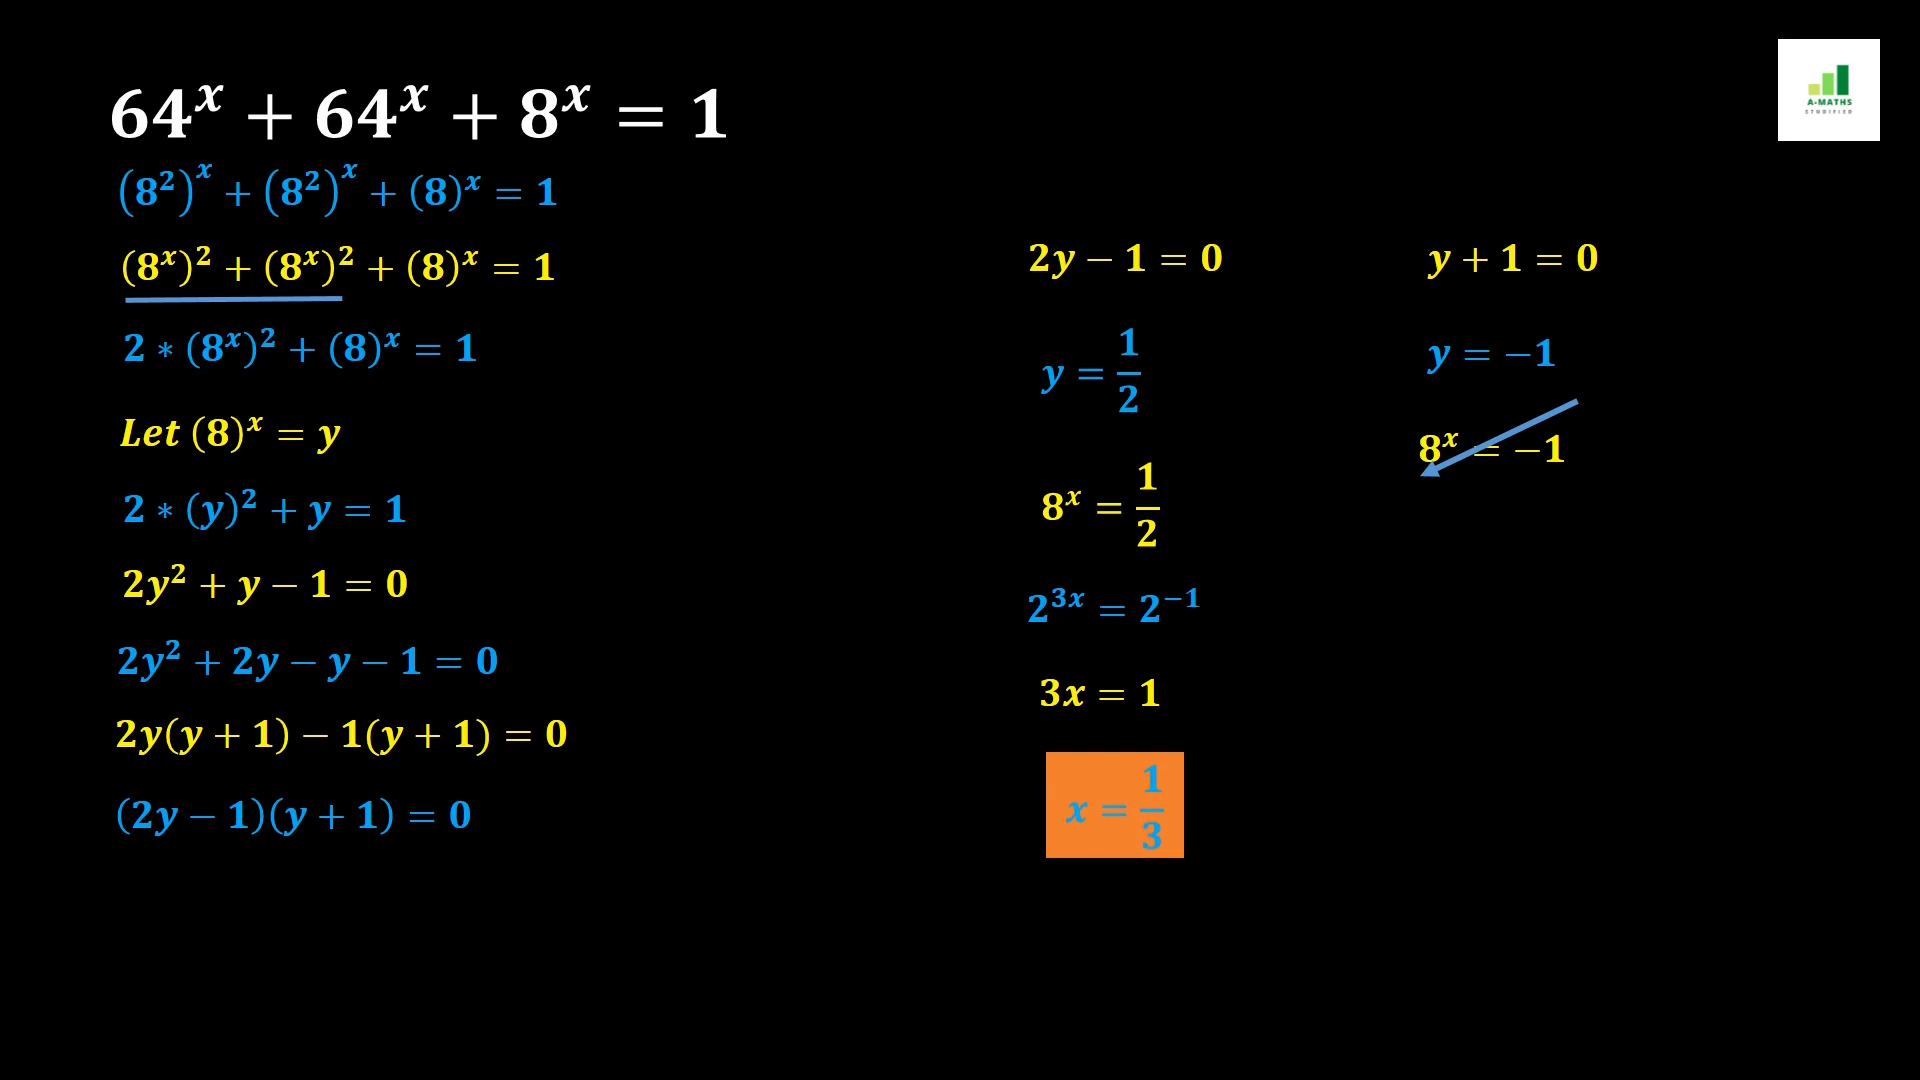 64^x + 64^x + 8^x = 1
A-MATHS
STUDIFIED
(8^2)^x + (8^2)^x + (8)^x = 1
(8^x)^2 + (8^x)^2 + (8)^x = 1
2 * (8^x)^2 + (8)^x = 1
Let (8)^x = y
2 * (y)^2 + y = 1
2y^2 + y − 1 = 0
2y^2 + 2y − y − 1 = 0
2y(y + 1) − 1(y + 1) = 0
(2y − 1)(y + 1) = 0
2y − 1 = 0
y = 1/2
8^x = 1/2
2^{3x} = 2^{−1}
3x = 1
x = 1/3
y + 1 = 0
y = −1
8^x = −1